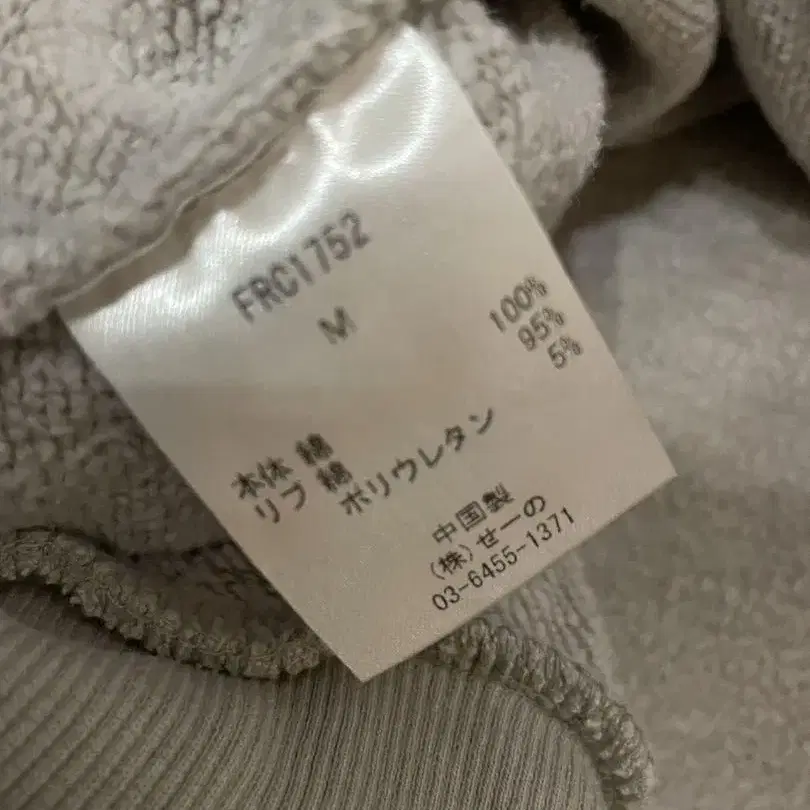 FRC1752
M
本体 綿 100%
リブ 綿 95%
ポリウレタン 5%
中国製
(株)せーの
03-6455-1371